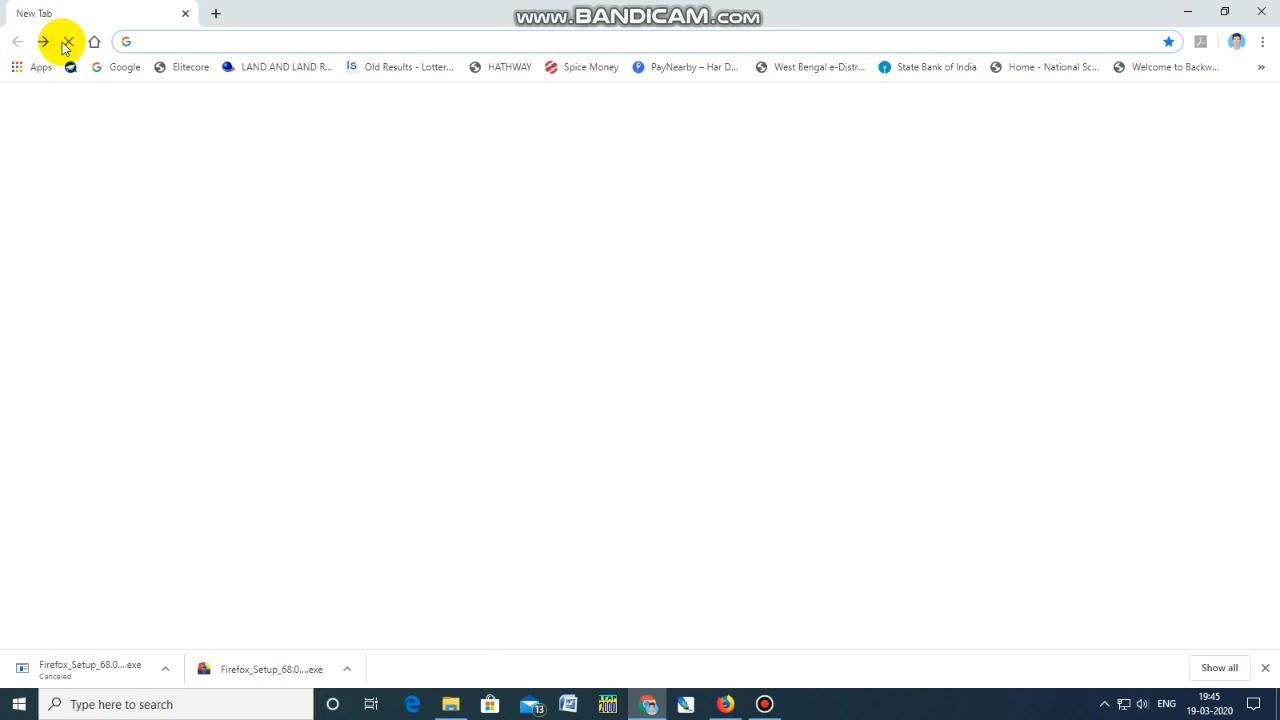 New Tab
www.BANDICAM.com
Apps
Google
Elitecore
LAND AND LAND R...
Old Results - Lotter...
HATHWAY
Spice Money
PayNearby – Har D...
West Bengal e-Distr...
State Bank of India
Home - National Sc...
Welcome to Backw...
»
Firefox_Setup_68.0....exe
Canceled
Firefox_Setup_68.0....exe
Show all
Type here to search
13
ENG
19:45
19-03-2020